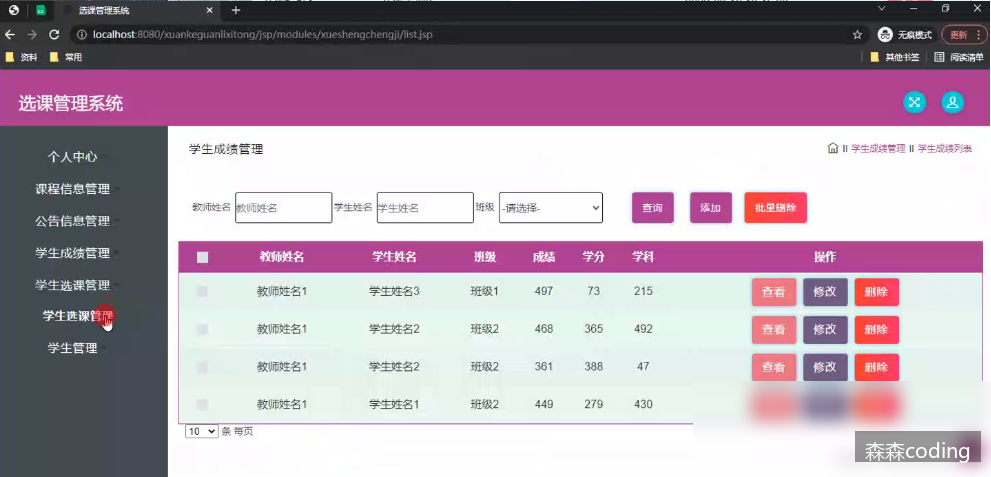 选课管理系统
localhost:8080/xuankeguanlixitong/jsp/modules/xueshengchengji/list.jsp
无痕模式
更新
资料 常用 其他书签 阅读清单
选课管理系统
个人中心
课程信息管理
公告信息管理
学生成绩管理
学生选课管理
学生选课管理
学生管理
学生成绩管理
学生成绩管理 学生成绩列表
教师姓名 教师姓名 学生姓名 学生姓名 班级 -请选择- 查询 添加 批量删除
教师姓名 学生姓名 班级 成绩 学分 学科 操作
教师姓名1 学生姓名3 班级1 497 73 215 查看 修改 删除
教师姓名1 学生姓名2 班级2 468 365 492 查看 修改 删除
教师姓名1 学生姓名2 班级2 361 388 47 查看 修改 删除
教师姓名1 学生姓名1 班级2 449 279 430
10 条 每页
森森coding